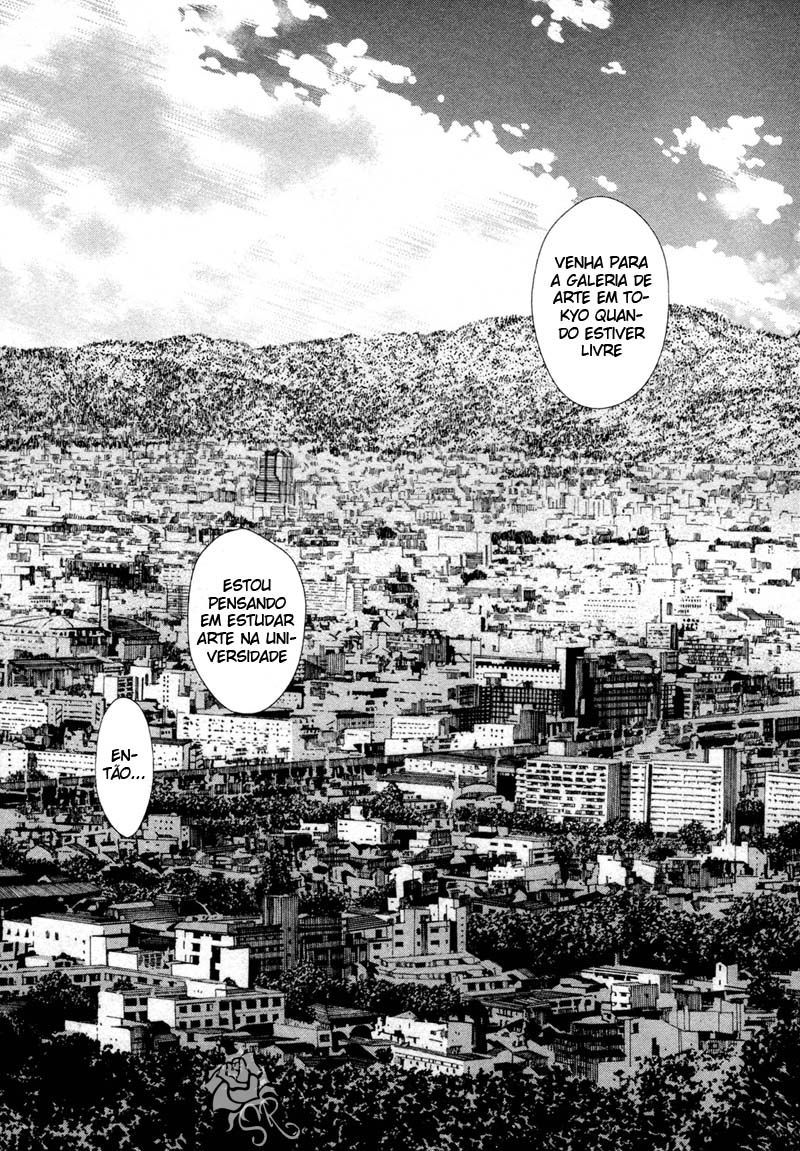 VENHA PARA
A GALERIA DE
ARTE EM TO-
KYO QUAN-
DO ESTIVER
LIVRE
ESTOU
PENSANDO
EM ESTUDAR
ARTE NA UNI-
VERSIDADE
EN-
TÃO...
SR